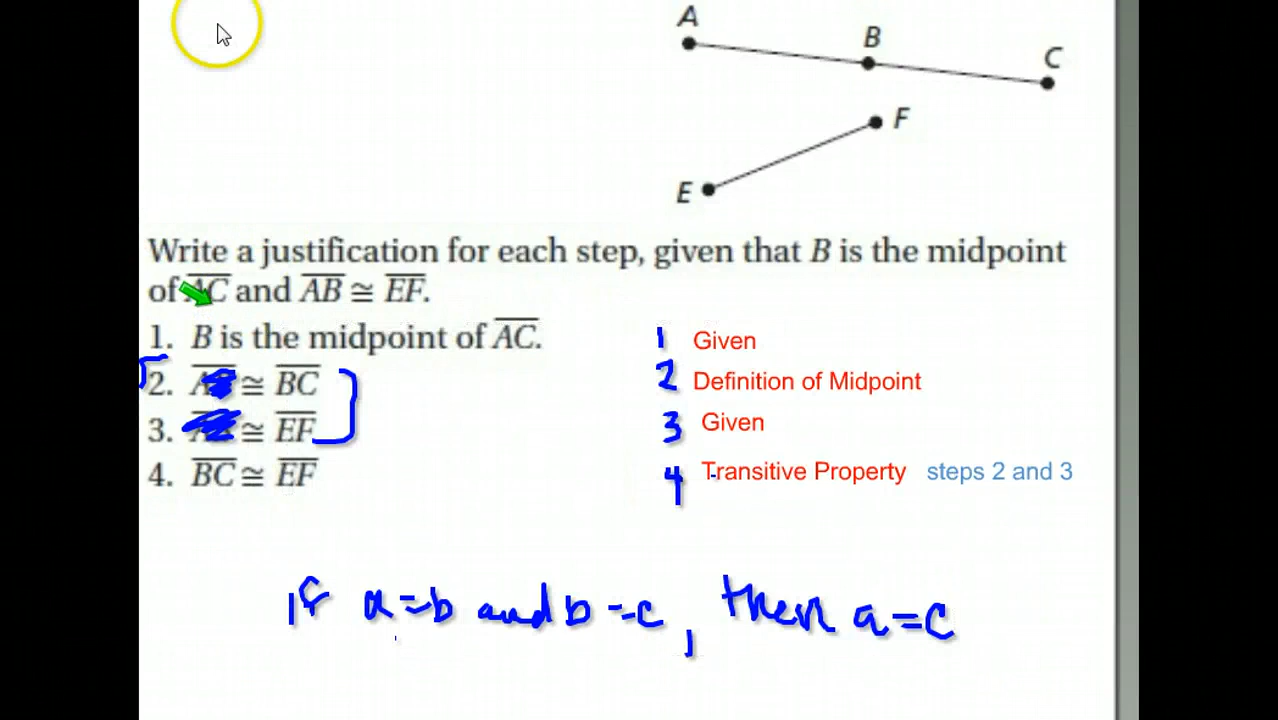 A
B
C
F
E
Write a justification for each step, given that B is the midpoint
of AC and AB ≅ EF.
1. B is the midpoint of AC. 1 Given
2. ≅ BC 2 Definition of Midpoint
3. ≅ EF 3 Given
4. BC ≅ EF 4 Transitive Property steps 2 and 3
If a=b and b=c, then a=c